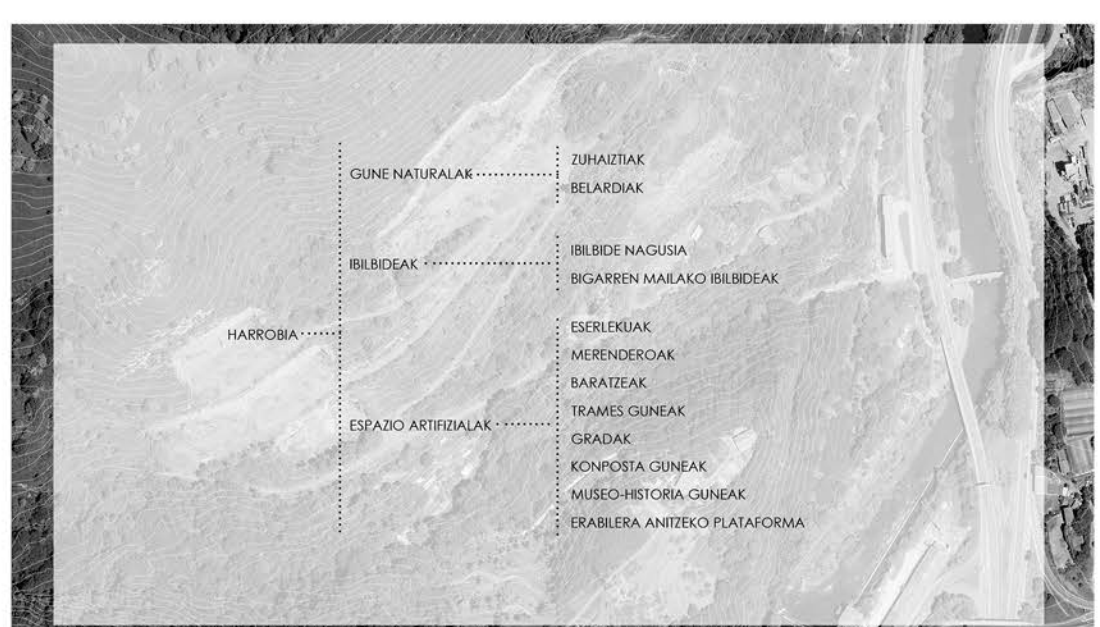 HARROBIA
GUNE NATURALAK
ZUHAIZTIAK
BELARDIAK
IBILBIDEAK
IBILBIDE NAGUSIA
BIGARREN MAILAKO IBILBIDEAK
ESPAZIO ARTIFIZIALAK
ESERLEKUAK
MERENDEROAK
BARATZEAK
TRAMES GUNEAK
GRADAK
KONPOSTA GUNEAK
MUSEO-HISTORIA GUNEAK
ERABILERA ANITZEKO PLATAFORMA